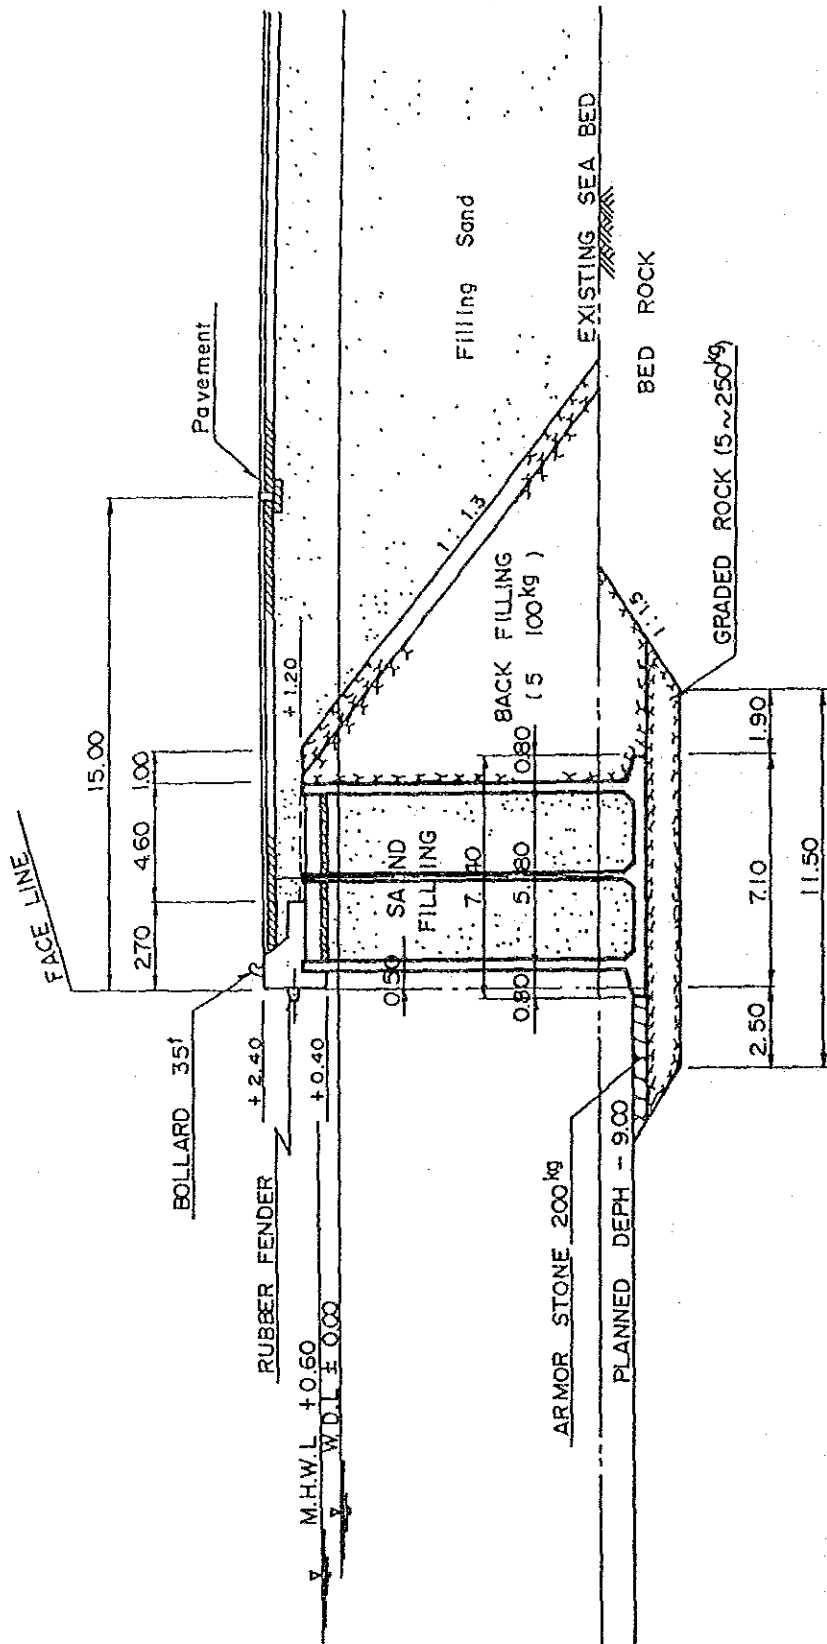 FACE LINE
15.00
2.70
4.60
1.00
Pavement
BOLLARD 35t
+2.40
+1.20
RUBBER FENDER
+0.40
M.H.W.L +0.60
W.D.L ± 0.00
0.50
SAND
FILLING
7.40
0.80
5.80
0.80
1 : 1.3
BACK FILLING
(5 100kg)
Filling Sand
EXISTING SEA BED
BED ROCK
ARMOR STONE 200kg
PLANNED DEPH - 9.00
1:1.5
GRADED ROCK (5~250kg)
2.50
7.10
1.90
11.50